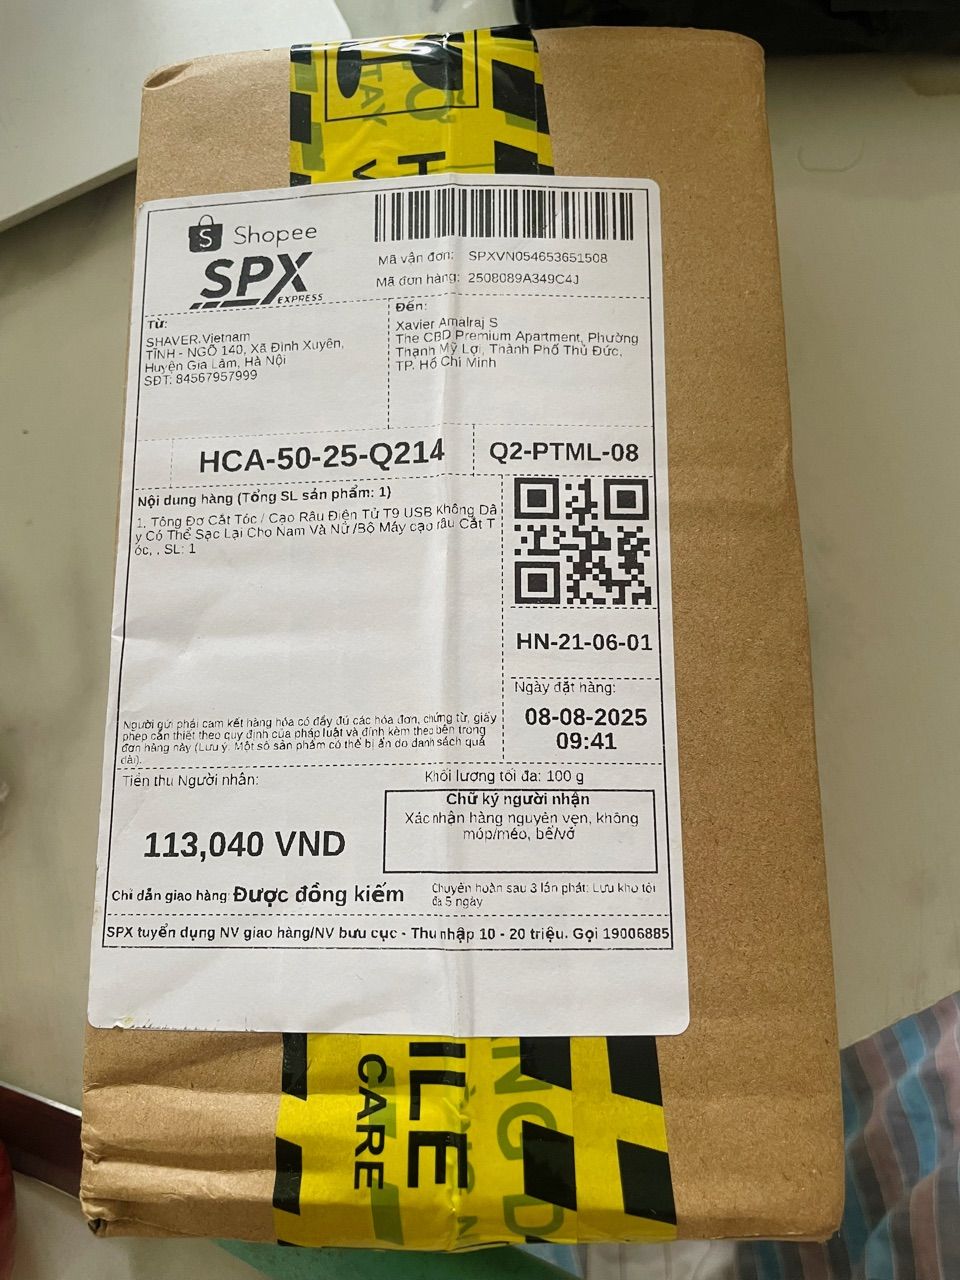 Shopee
SPX
EXPRESS
Mã vận đơn: SPXVN054653651508
Mã đơn hàng: 2508089A349C4J
Từ:
SHAVER.Vietnam
TỈNH - NGÕ 140, Xã Đình Xuyên,
Huyện Gia Lâm, Hà Nội
SĐT: 84567957999
Đến:
Xavier Amalraj S
The CBD Premium Apartment, Phường
Thạnh Mỹ Lợi, Thành Phố Thủ Đức,
TP. Hồ Chí Minh
HCA-50-25-Q214
Q2-PTML-08
Nội dung hàng (Tổng SL sản phẩm: 1)
1. Tông Đơ Cắt Tóc / Cạo Râu Điện Tử T9 USB Không Dâ
y Có Thể Sạc Lại Cho Nam Và Nữ /Bộ Máy cạo râu Cắt T
óc, . SL: 1
HN-21-06-01
Ngày đặt hàng:
08-08-2025
09:41
Người gửi phải cam kết hàng hóa có đầy đủ các hóa đơn, chứng từ, giấy
phép cần thiết theo quy định của pháp luật và đính kèm theo bên trong
đơn hàng này (Lưu ý: Một số sản phẩm có thể bị ẩn do danh sách quá
dài).
Tiền thu Người nhận:
113,040 VND
Khối lượng tối đa: 100 g
Chữ ký người nhận
Xác nhận hàng nguyên vẹn, không
móp/méo, bể/vỡ
Chỉ dẫn giao hàng: Được đồng kiểm
Chuyển hoàn sau 3 lần phát; Lưu kho tối
đa 5 ngày
SPX tuyển dụng NV giao hàng/NV bưu cục - Thu nhập 10 - 20 triệu. Gọi 19006885
CARE